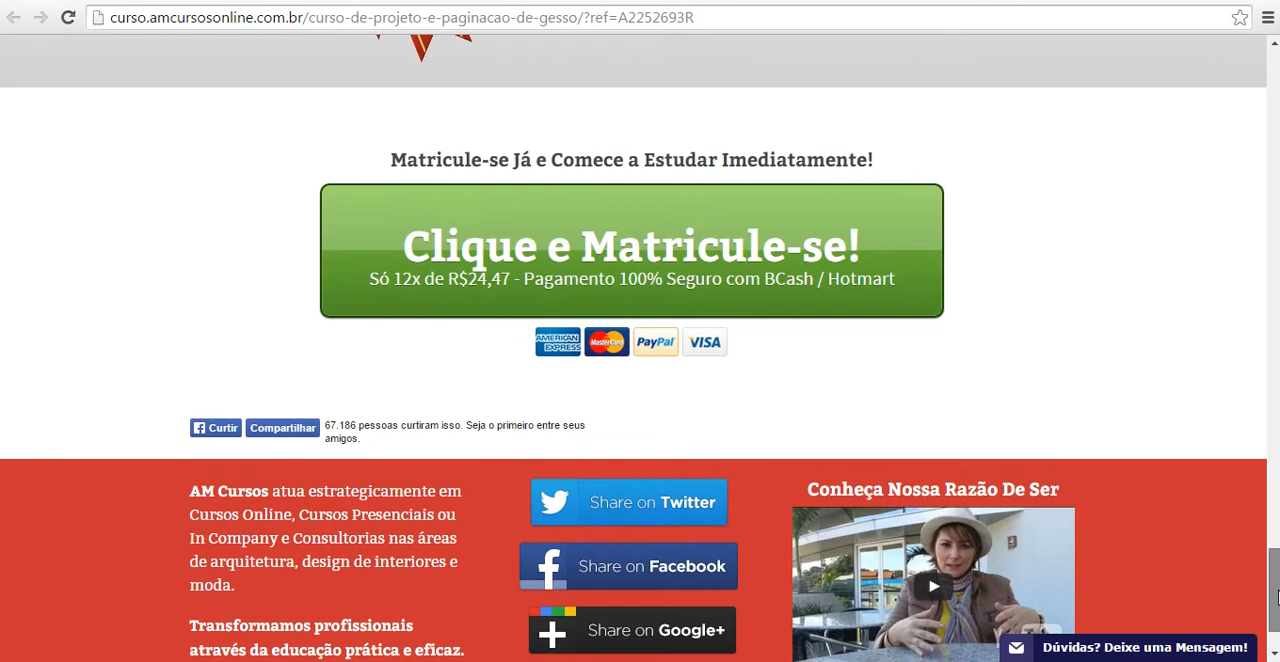 curso.amcursosonline.com.br/curso-de-projeto-e-paginacao-de-gesso/?ref=A2252693R
Matricule-se Já e Comece a Estudar Imediatamente!
Clique e Matricule-se!
Só 12x de R$24,47 - Pagamento 100% Seguro com BCash / Hotmart
AMERICAN EXPRESS MasterCard PayPal VISA
Curtir Compartilhar 67.186 pessoas curtiram isso. Seja o primeiro entre seus
amigos.
AM Cursos atua estrategicamente em
Cursos Online, Cursos Presenciais ou
In Company e Consultorias nas áreas
de arquitetura, design de interiores e
moda.
Transformamos profissionais
através da educação prática e eficaz.
Share on Twitter
Share on Facebook
Share on Google+
Conheça Nossa Razão De Ser
Dúvidas? Deixe uma Mensagem!